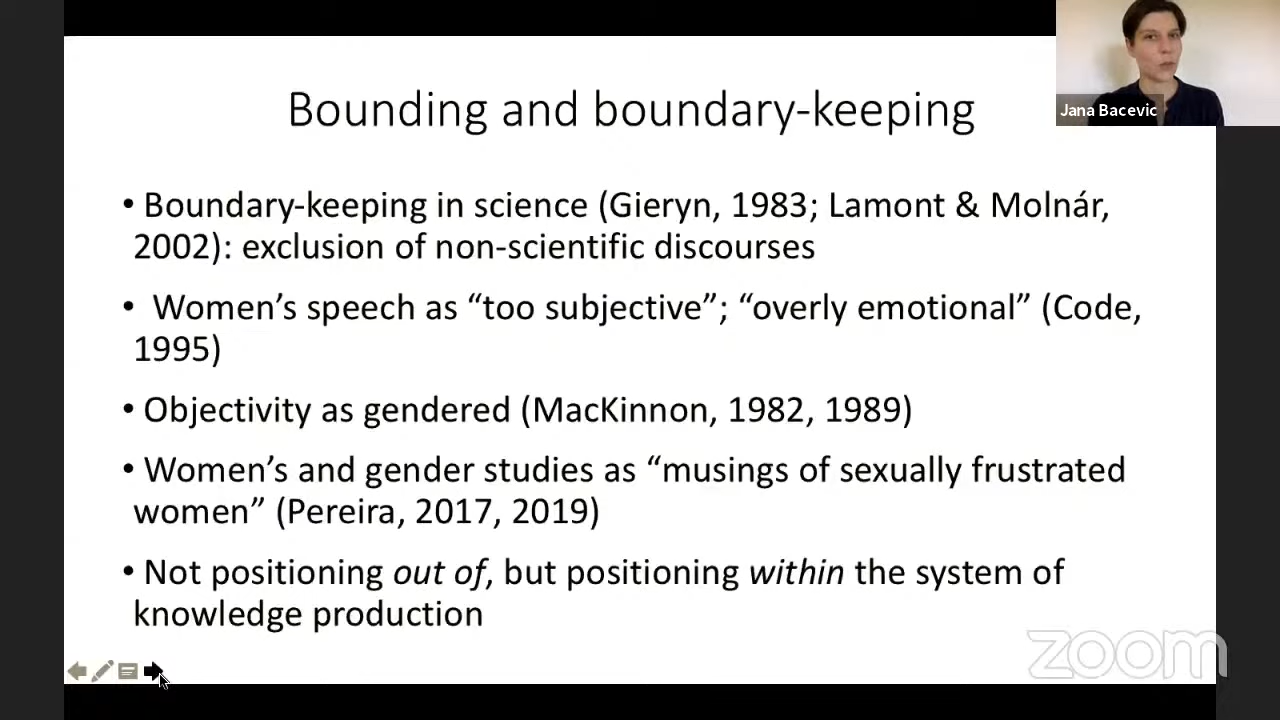 Bounding and boundary-keeping
Jana Bacevic
• Boundary-keeping in science (Gieryn, 1983; Lamont & Molnár,
2002): exclusion of non-scientific discourses
• Women’s speech as “too subjective”; “overly emotional” (Code,
1995)
• Objectivity as gendered (MacKinnon, 1982, 1989)
• Women’s and gender studies as “musings of sexually frustrated
women” (Pereira, 2017, 2019)
• Not positioning out of, but positioning within the system of
knowledge production
zoom